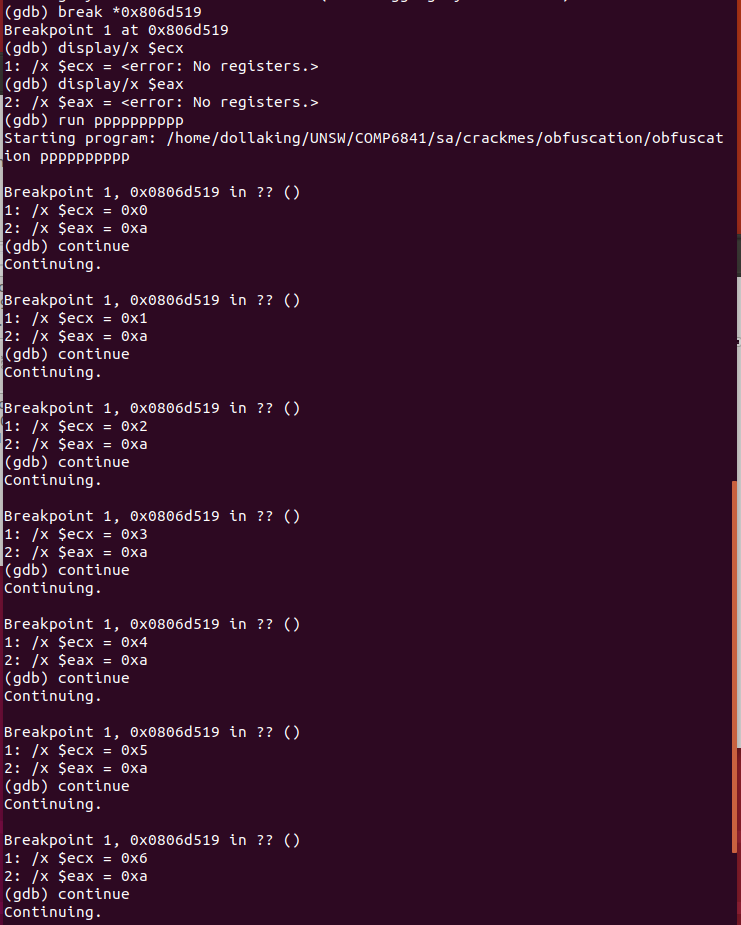 (gdb) break *0x806d519
Breakpoint 1 at 0x806d519
(gdb) display/x $ecx
1: /x $ecx = <error: No registers.>
(gdb) display/x $eax
2: /x $eax = <error: No registers.>
(gdb) run pppppppppp
Starting program: /home/dollaking/UNSW/COMP6841/sa/crackmes/obfuscation/obfuscat
ion pppppppppp
Breakpoint 1, 0x0806d519 in ?? ()
1: /x $ecx = 0x0
2: /x $eax = 0xa
(gdb) continue
Continuing.
Breakpoint 1, 0x0806d519 in ?? ()
1: /x $ecx = 0x1
2: /x $eax = 0xa
(gdb) continue
Continuing.
Breakpoint 1, 0x0806d519 in ?? ()
1: /x $ecx = 0x2
2: /x $eax = 0xa
(gdb) continue
Continuing.
Breakpoint 1, 0x0806d519 in ?? ()
1: /x $ecx = 0x3
2: /x $eax = 0xa
(gdb) continue
Continuing.
Breakpoint 1, 0x0806d519 in ?? ()
1: /x $ecx = 0x4
2: /x $eax = 0xa
(gdb) continue
Continuing.
Breakpoint 1, 0x0806d519 in ?? ()
1: /x $ecx = 0x5
2: /x $eax = 0xa
(gdb) continue
Continuing.
Breakpoint 1, 0x0806d519 in ?? ()
1: /x $ecx = 0x6
2: /x $eax = 0xa
(gdb) continue
Continuing.